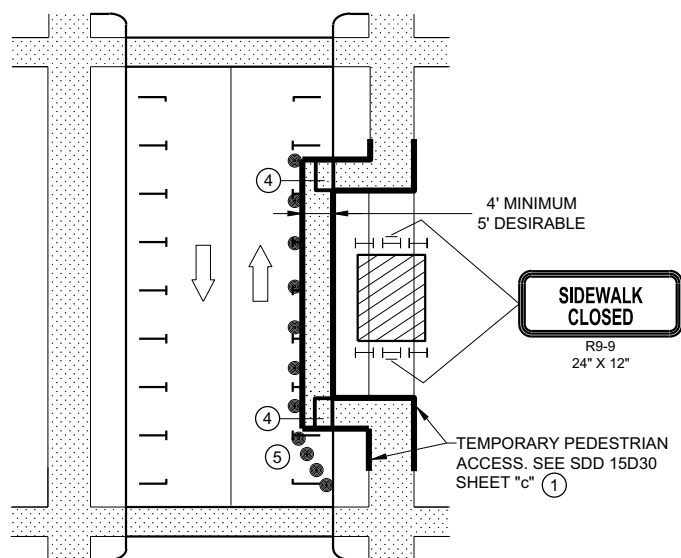 4
4' MINIMUM
5' DESIRABLE
SIDEWALK
CLOSED
R9-9
24" X 12"
4
5
TEMPORARY PEDESTRIAN
ACCESS. SEE SDD 15D30
SHEET "c" 1